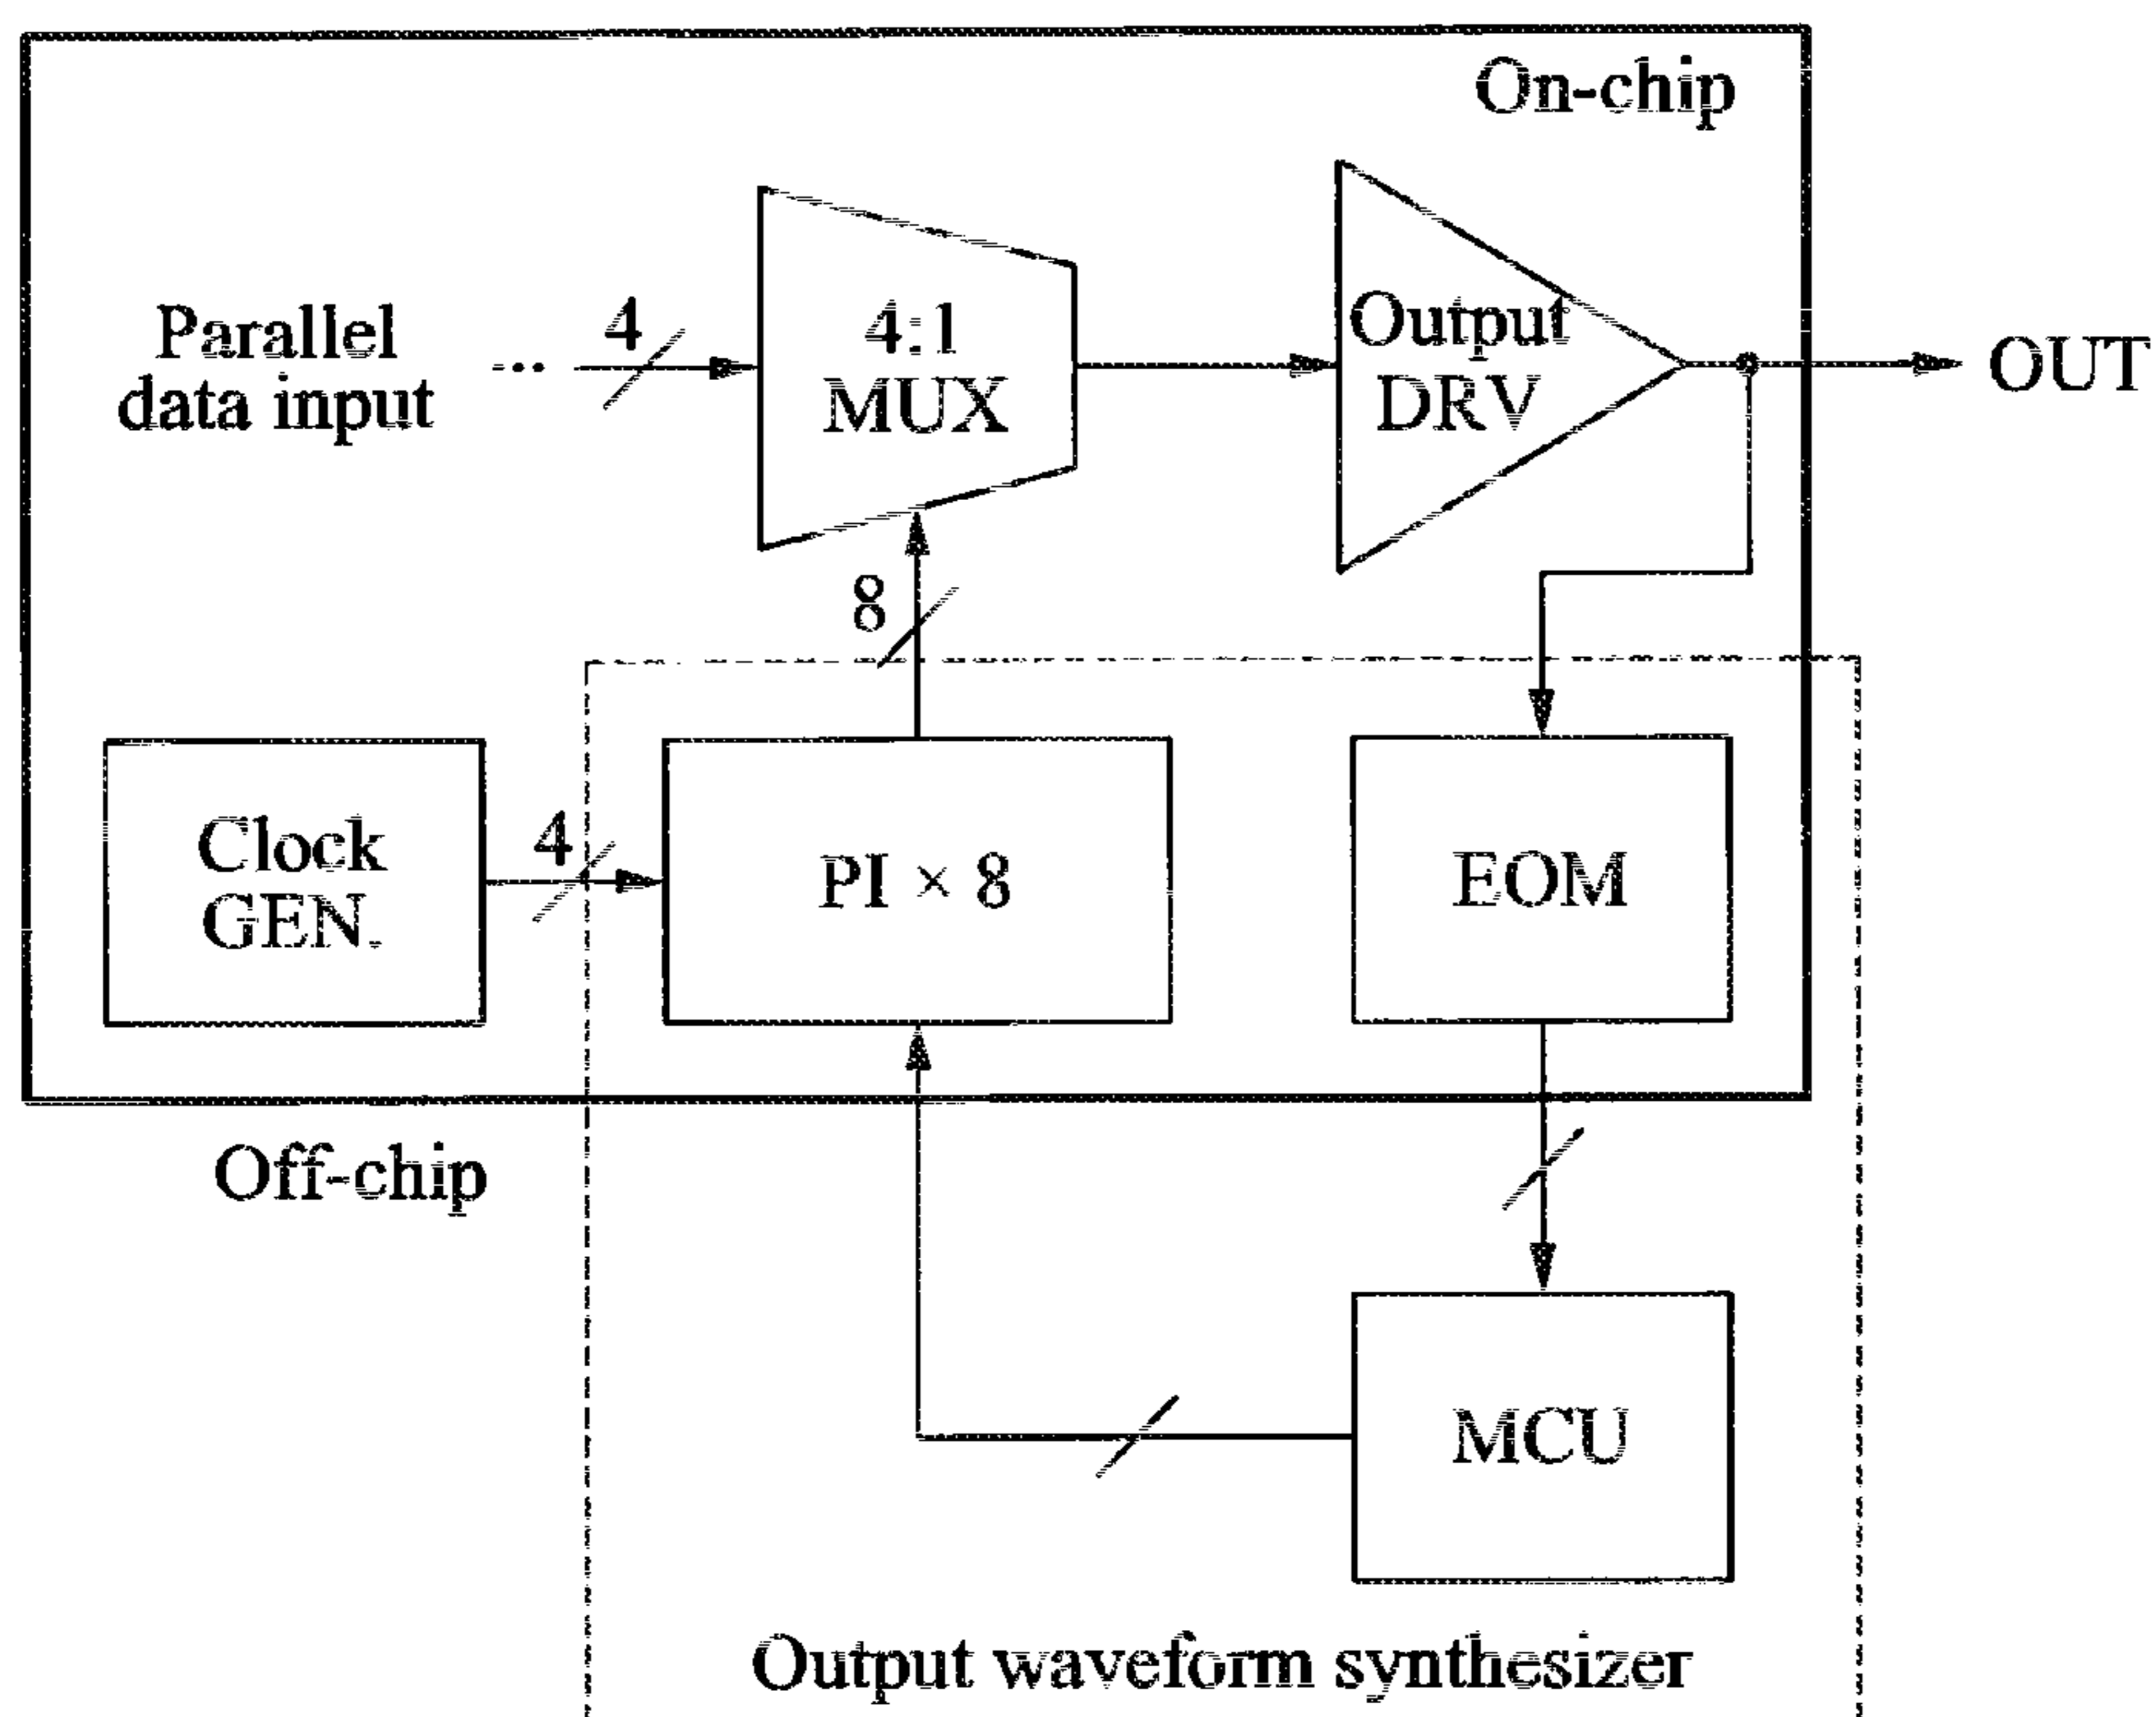 On-chip
Parallel
data input
...
4
4:1
MUX
Output
DRV
OUT
8
Clock
GEN.
4
PI × 8
EOM
Off-chip
MCU
Output waveform synthesizer